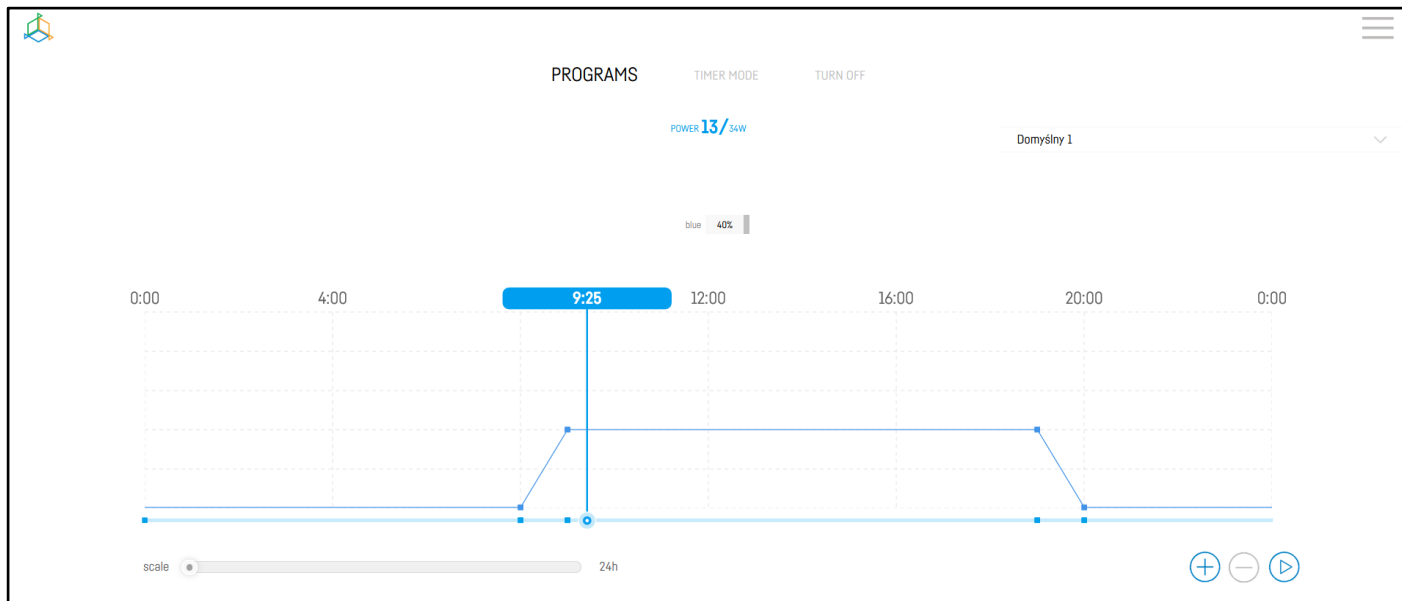 PROGRAMS TIMER MODE TURN OFF
POWER 13/34W
Domyślny 1
blue 40%
0:00 4:00 9:25 12:00 16:00 20:00 0:00
scale 24h